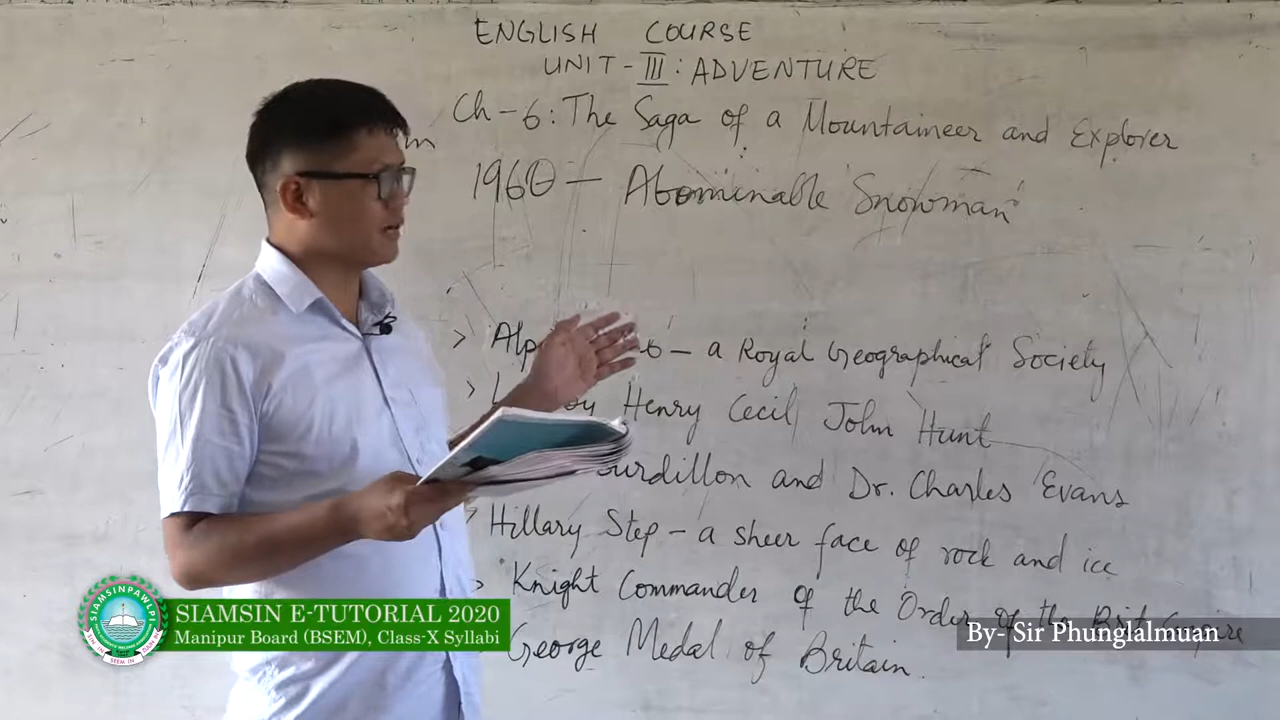 ENGLISH COURSE
UNIT - III : ADVENTURE
Ch - 6 : The Saga of a Mountaineer and Explorer
1960 - Abominable 'Snowman'
> Alp - a Royal Geographical Society
> Henry Cecil John Hunt
and Dr. Charles Evans
> Hillary Step - a sheer face of rock and ice
> Knight Commander of the Order of the Brit. Empire
George Medal of Britain.
SIAMSINPAWLPI
SIAMSIN E-TUTORIAL 2020
Manipur Board (BSEM), Class-X Syllabi
By- Sir Phunglalmuan